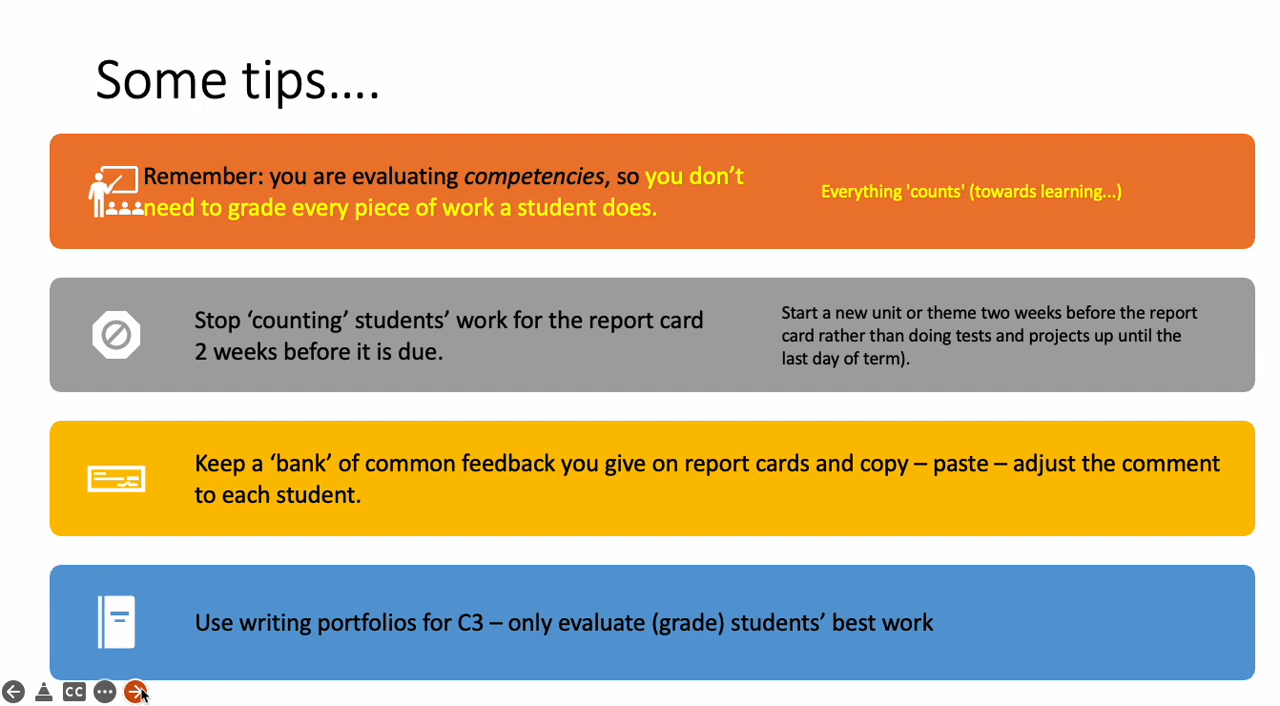 Some tips....
Remember: you are evaluating competencies, so you don’t
need to grade every piece of work a student does.
Everything 'counts' (towards learning...)
Stop ‘counting’ students’ work for the report card
2 weeks before it is due.
Start a new unit or theme two weeks before the report
card rather than doing tests and projects up until the
last day of term).
Keep a ‘bank’ of common feedback you give on report cards and copy – paste – adjust the comment
to each student.
Use writing portfolios for C3 – only evaluate (grade) students’ best work
CC